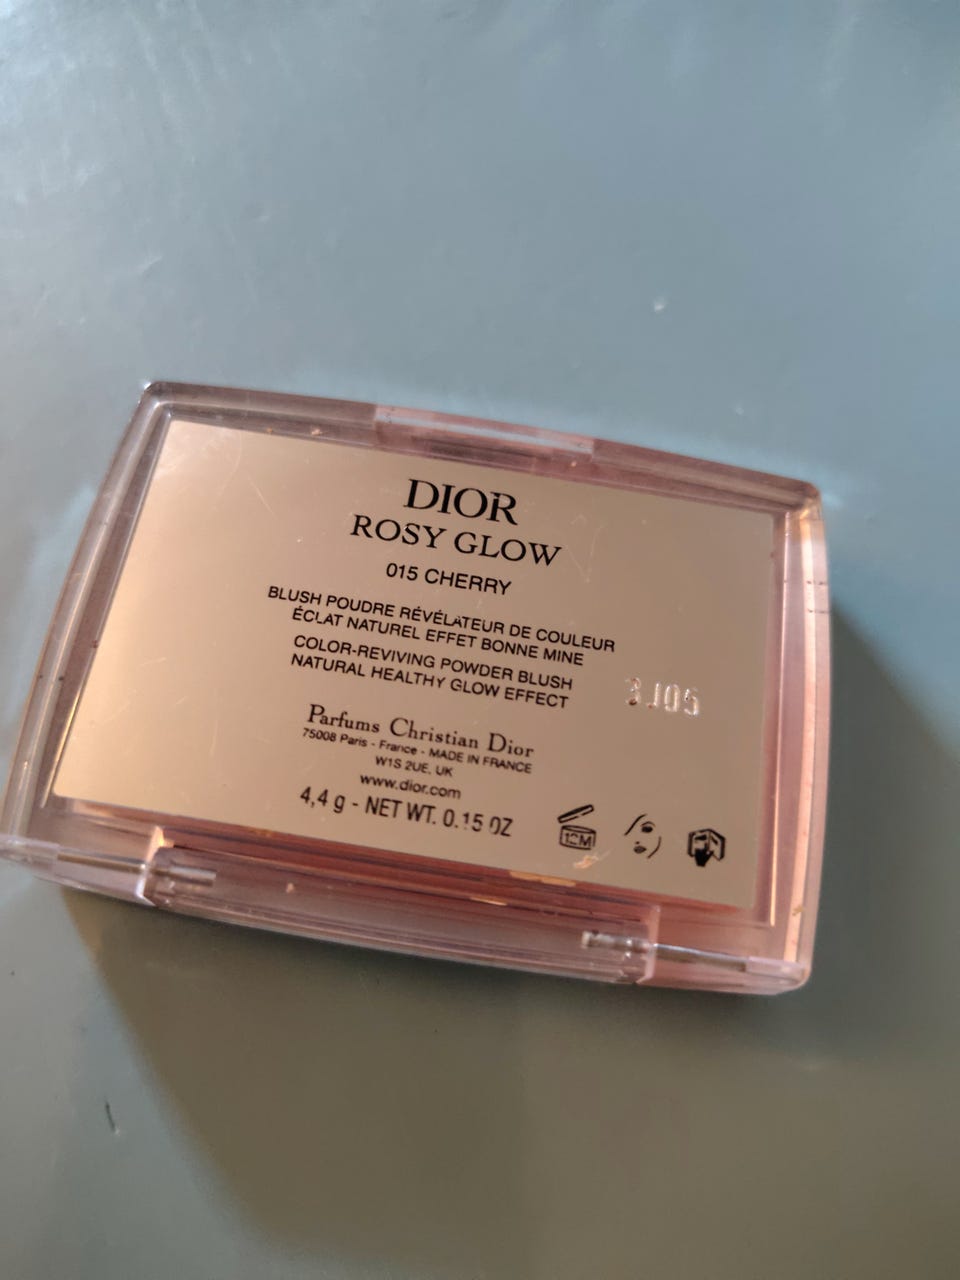 DIOR
ROSY GLOW
015 CHERRY
BLUSH POUDRE RÉVÉLATEUR DE COULEUR
ÉCLAT NATUREL EFFET BONNE MINE
COLOR-REVIVING POWDER BLUSH
NATURAL HEALTHY GLOW EFFECT
3J05
Parfums Christian Dior
75008 Paris - France - MADE IN FRANCE
W1S 2UE, UK
www.dior.com
4,4 g - NET WT. 0.15 OZ